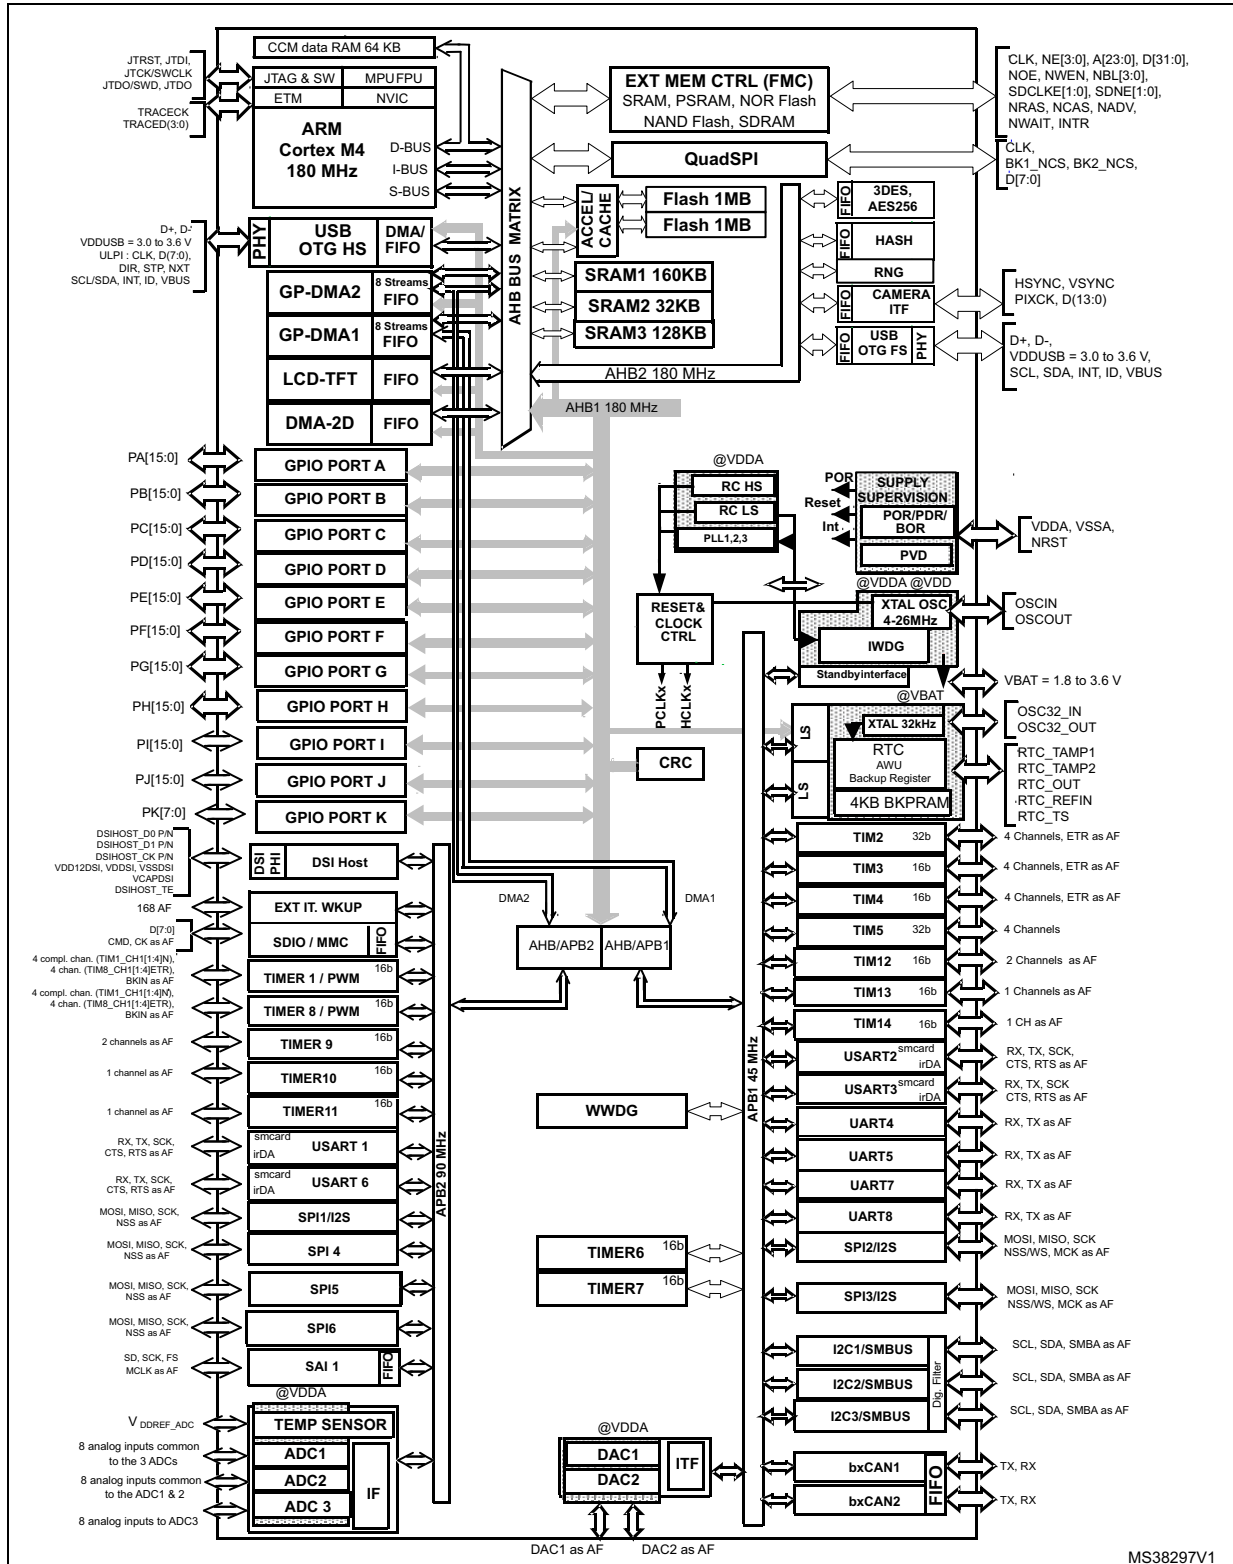 CCM data RAM 64 KB
JTRST, JTDI,
JTCK/SWCLK
JTDO/SWD, JTDO
TRACECK
TRACED(3:0)
JTAG & SW
MPU
FPU
ETM
NVIC
ARM
Cortex M4
180 MHz
D-BUS
I-BUS
S-BUS
AHB BUS MATRIX
EXT MEM CTRL (FMC)
SRAM, PSRAM, NOR Flash
NAND Flash, SDRAM
CLK, NE[3:0], A[23:0], D[31:0],
NOE, NWEN, NBL[3:0],
SDCLKE[1:0], SDNE[1:0],
NRAS, NCAS, NADV,
NWAIT, INTR
QuadSPI
CLK,
BK1_NCS, BK2_NCS,
D[7:0]
ACCEL/
CACHE
Flash 1MB
Flash 1MB
SRAM1 160KB
SRAM2 32KB
SRAM3 128KB
FIFO
3DES,
AES256
FIFO
HASH
RNG
FIFO
CAMERA
ITF
HSYNC, VSYNC
PIXCK, D(13:0)
FIFO
USB
OTG FS
PHY
D+, D-,
VDDUSB = 3.0 to 3.6 V,
SCL, SDA, INT, ID, VBUS
AHB2 180 MHz
AHB1 180 MHz
D+, D-
VDDUSB = 3.0 to 3.6 V
ULPI : CLK, D(7:0),
DIR, STP, NXT
SCL/SDA, INT, ID, VBUS
PHY
USB
OTG HS
DMA/
FIFO
GP-DMA2
8 Streams
FIFO
GP-DMA1
8 Streams
FIFO
LCD-TFT
FIFO
DMA-2D
FIFO
PA[15:0]
GPIO PORT A
PB[15:0]
GPIO PORT B
PC[15:0]
GPIO PORT C
PD[15:0]
GPIO PORT D
PE[15:0]
GPIO PORT E
PF[15:0]
GPIO PORT F
PG[15:0]
GPIO PORT G
PH[15:0]
GPIO PORT H
PI[15:0]
GPIO PORT I
PJ[15:0]
GPIO PORT J
PK[7:0]
GPIO PORT K
@VDDA
RC HS
RC LS
PLL1,2,3
POR
Reset
Int
SUPPLY
SUPERVISION
POR/PDR/
BOR
PVD
VDDA, VSSA,
NRST
@VDDA @VDD
RESET&
CLOCK
CTRL
PCLKx
HCLKx
XTAL OSC
4-26MHz
OSCIN
OSCOUT
IWDG
Standbyinterface
VBAT = 1.8 to 3.6 V
@VBAT
LS
LS
XTAL 32kHz
OSC32_IN
OSC32_OUT
RTC
AWU
Backup Register
4KB BKPRAM
RTC_TAMP1
RTC_TAMP2
RTC_OUT
RTC_REFIN
RTC_TS
CRC
DSIHOST_D0 P/N
DSIHOST_D1 P/N
DSIHOST_CK P/N
VDD12DSI, VDDSI, VSSDSI
VCAPDSI
DSIHOST_TE
DSI
PHI
DSI Host
168 AF
EXT IT. WKUP
D[7:0]
CMD, CK as AF
SDIO / MMC
FIFO
4 compl. chan. (TIM1_CH1[1:4]N),
4 chan. (TIM8_CH1[1:4]ETR),
BKIN as AF
TIMER 1 / PWM
16b
4 compl. chan. (TIM1_CH1[1:4]N),
4 chan. (TIM8_CH1[1:4]ETR),
BKIN as AF
TIMER 8 / PWM
16b
2 channels as AF
TIMER 9
16b
1 channel as AF
TIMER10
16b
1 channel as AF
TIMER11
16b
RX, TX, SCK,
CTS, RTS as AF
smcard
irDA
USART 1
RX, TX, SCK,
CTS, RTS as AF
smcard
irDA
USART 6
MOSI, MISO, SCK,
NSS as AF
SPI1/I2S
MOSI, MISO, SCK,
NSS as AF
SPI 4
MOSI, MISO, SCK,
NSS as AF
SPI5
MOSI, MISO, SCK,
NSS as AF
SPI6
SD, SCK, FS
MCLK as AF
SAI 1
FIFO
@VDDA
VDDREF_ADC
TEMP SENSOR
8 analog inputs common
to the 3 ADCs
ADC1
8 analog inputs common
to the ADC1 & 2
ADC2
8 analog inputs to ADC3
ADC 3
IF
APB2 90 MHz
DMA2
DMA1
AHB/APB2
AHB/APB1
WWDG
TIMER6
16b
TIMER7
16b
@VDDA
DAC1
DAC2
ITF
DAC1 as AF
DAC2 as AF
APB1 45 MHz
TIM2
32b
4 Channels, ETR as AF
TIM3
16b
4 Channels, ETR as AF
TIM4
16b
4 Channels, ETR as AF
TIM5
32b
4 Channels
TIM12
16b
2 Channels as AF
TIM13
16b
1 Channels as AF
TIM14
16b
1 CH as AF
USART2
smcard
irDA
RX, TX, SCK,
CTS, RTS as AF
USART3
smcard
irDA
RX, TX, SCK
CTS, RTS as AF
UART4
RX, TX as AF
UART5
RX, TX as AF
UART7
RX, TX as AF
UART8
RX, TX as AF
SPI2/I2S
MOSI, MISO, SCK
NSS/WS, MCK as AF
SPI3/I2S
MOSI, MISO, SCK
NSS/WS, MCK as AF
I2C1/SMBUS
SCL, SDA, SMBA as AF
I2C2/SMBUS
SCL, SDA, SMBA as AF
I2C3/SMBUS
SCL, SDA, SMBA as AF
Dig. Filter
bxCAN1
TX, RX
bxCAN2
TX, RX
FIFO
MS38297V1